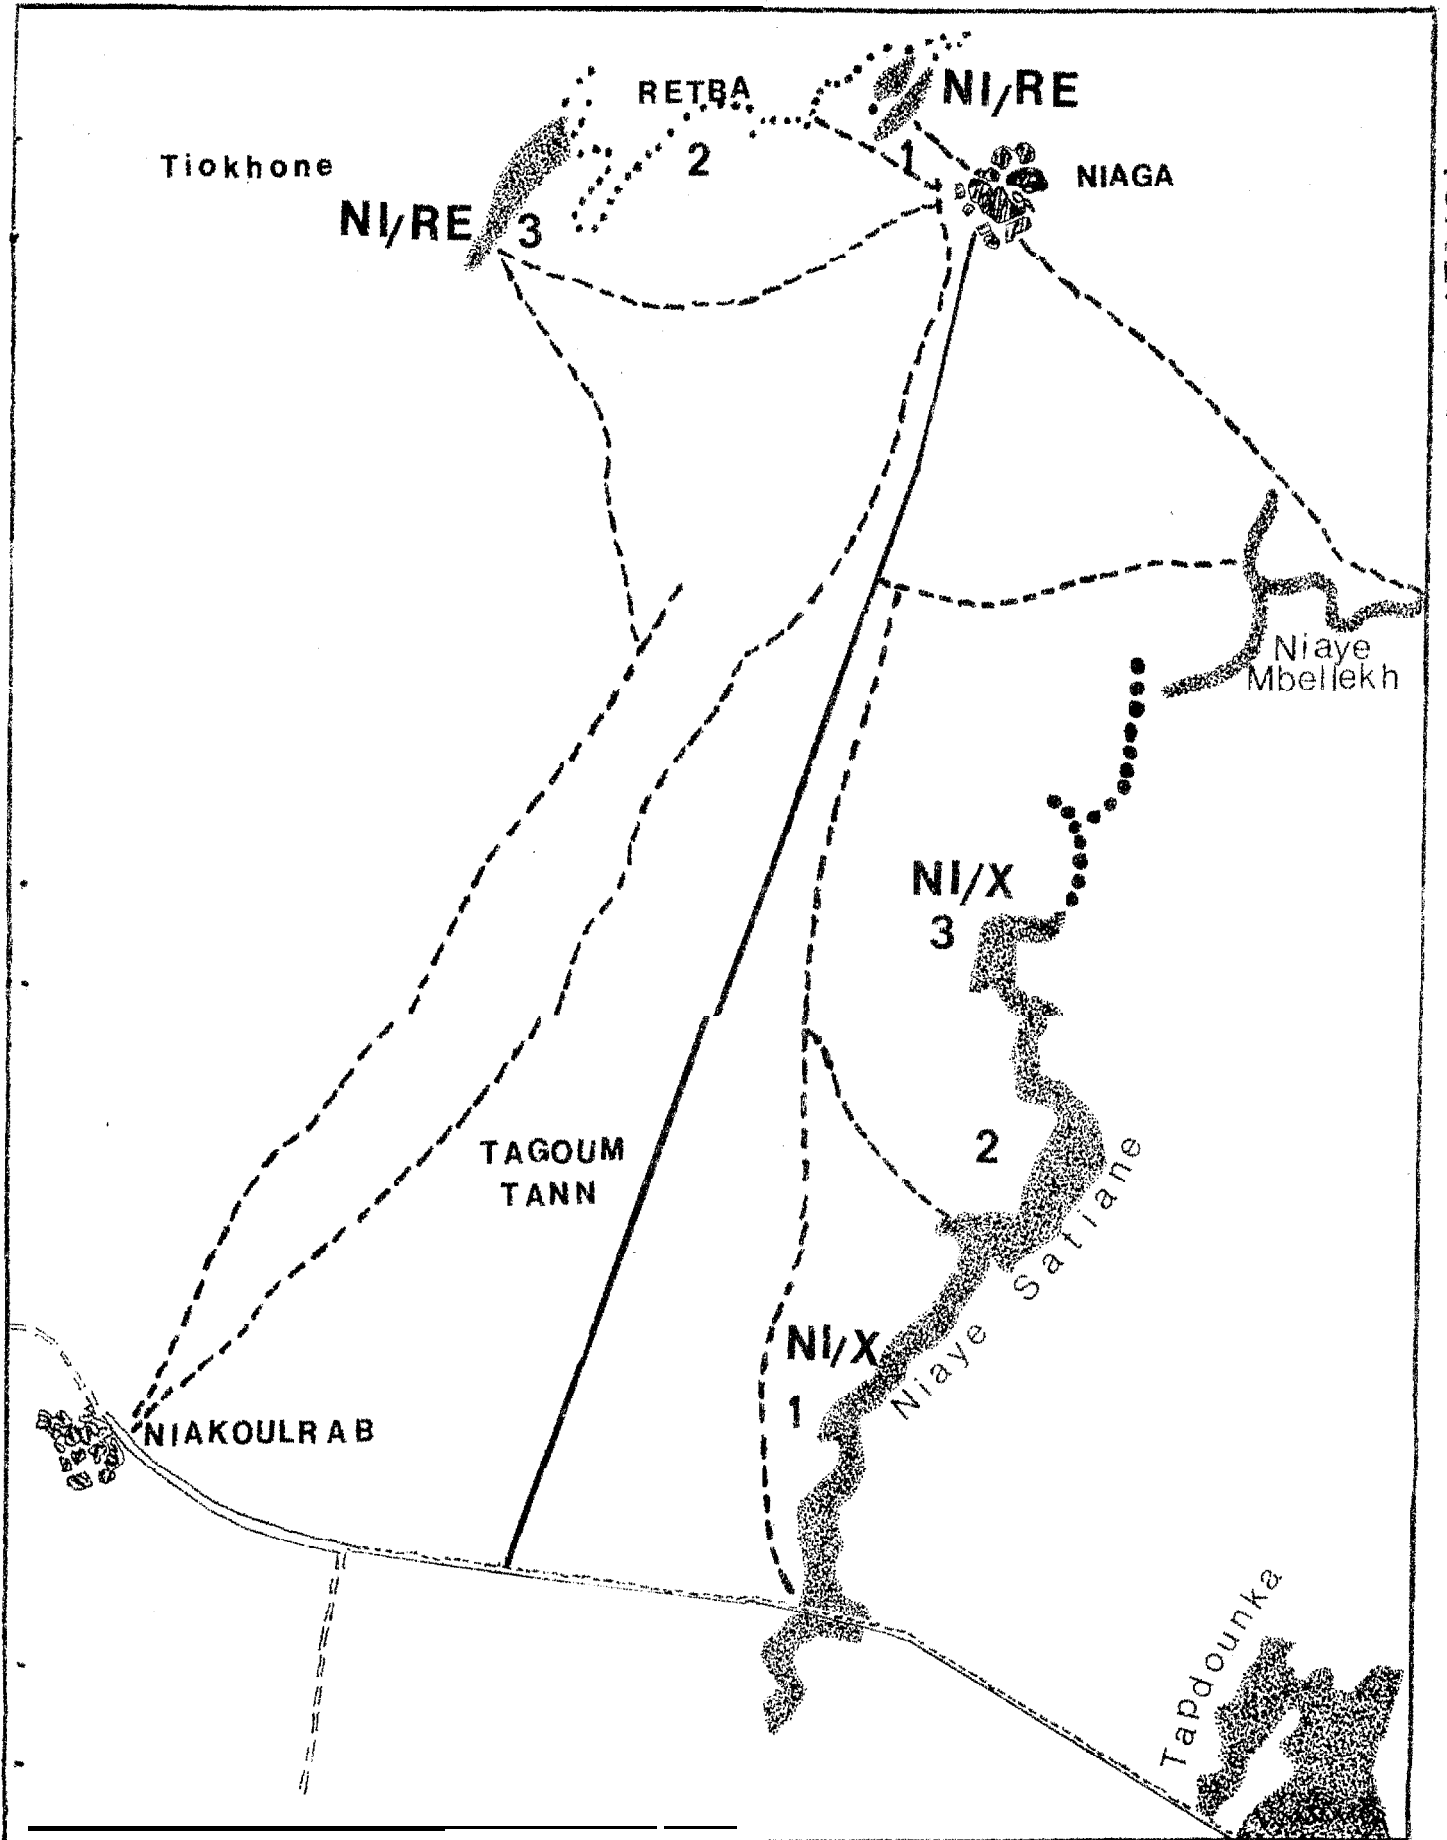 RETBA
NI/RE
2
1
Tiokhone
NIAGA
NI/RE
3
Niaye
Mbellekh
NI/X
3
TAGOUM
TANN
2
Niaye Satiane
NI/X
1
NIAKOULRAB
Tapdounka